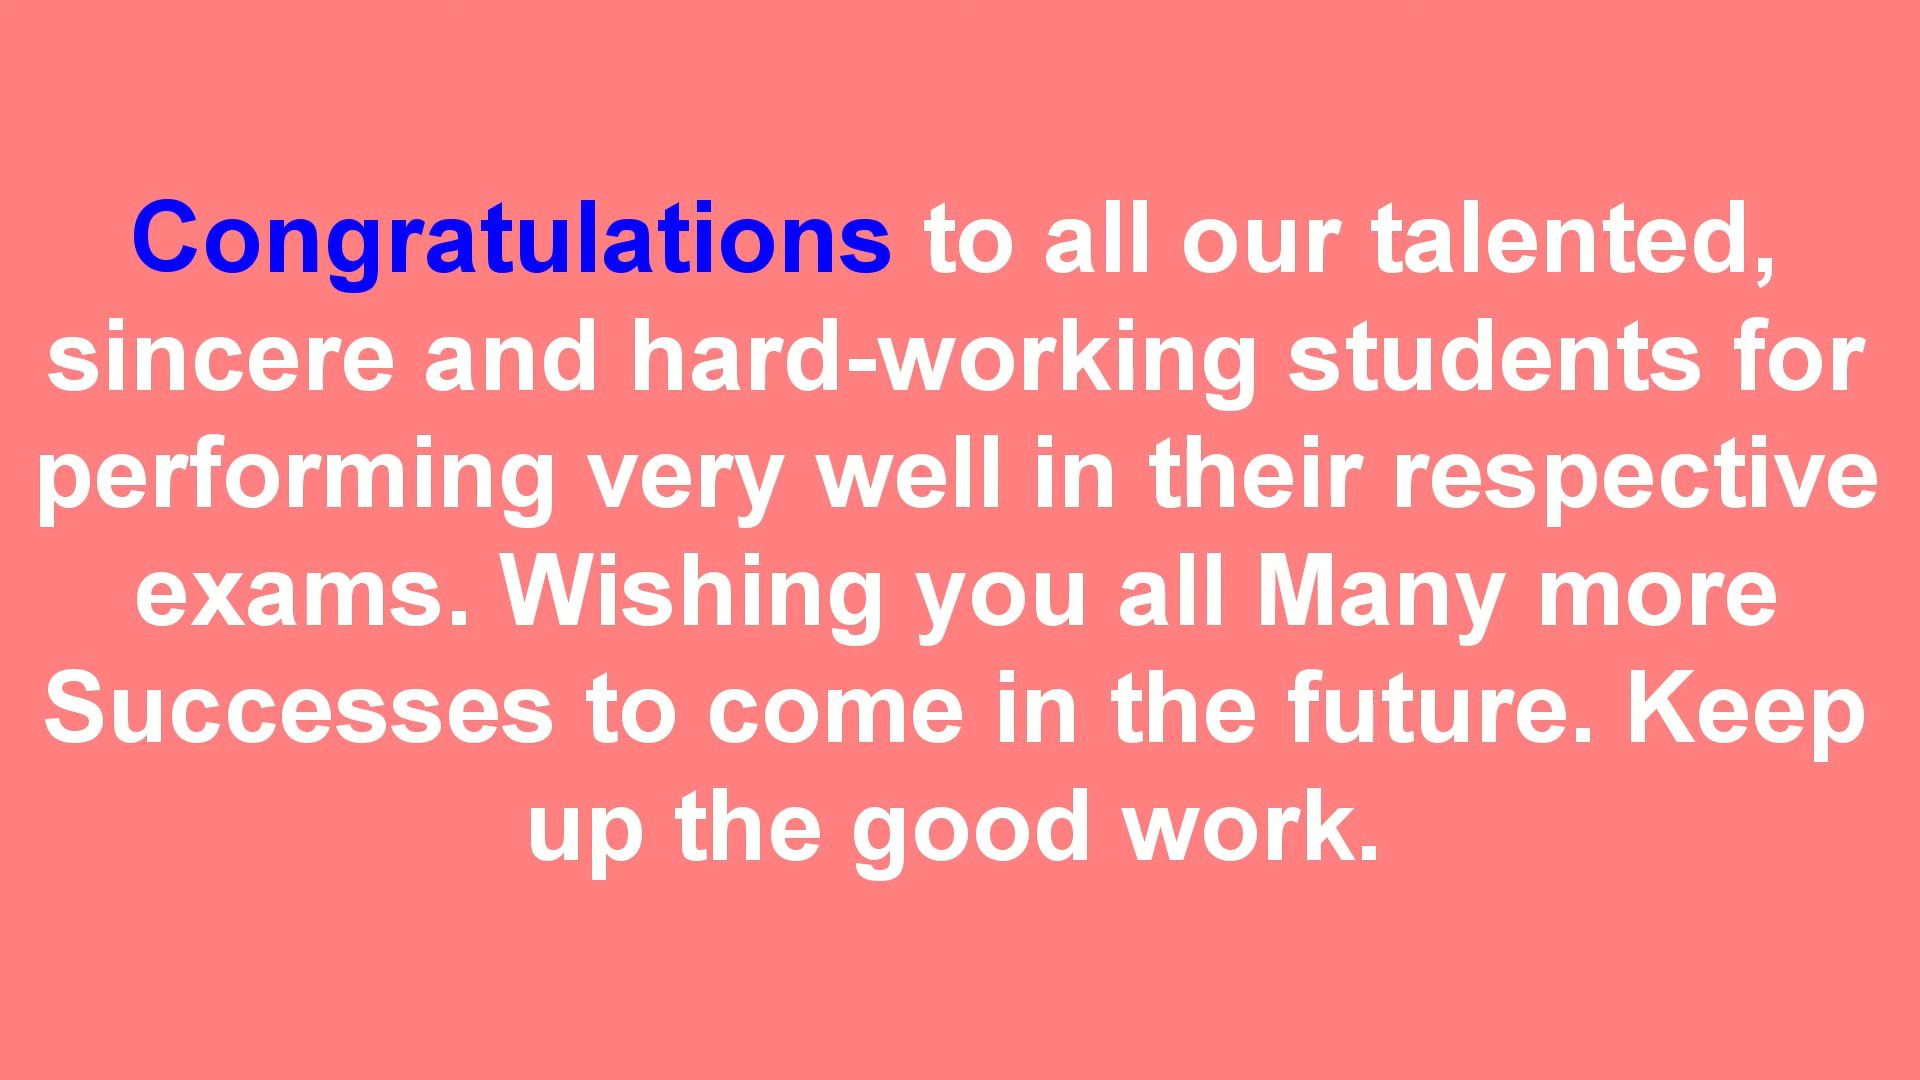 Congratulations to all our talented,
sincere and hard-working students for
performing very well in their respective
exams. Wishing you all Many more
Successes to come in the future. Keep
up the good work.